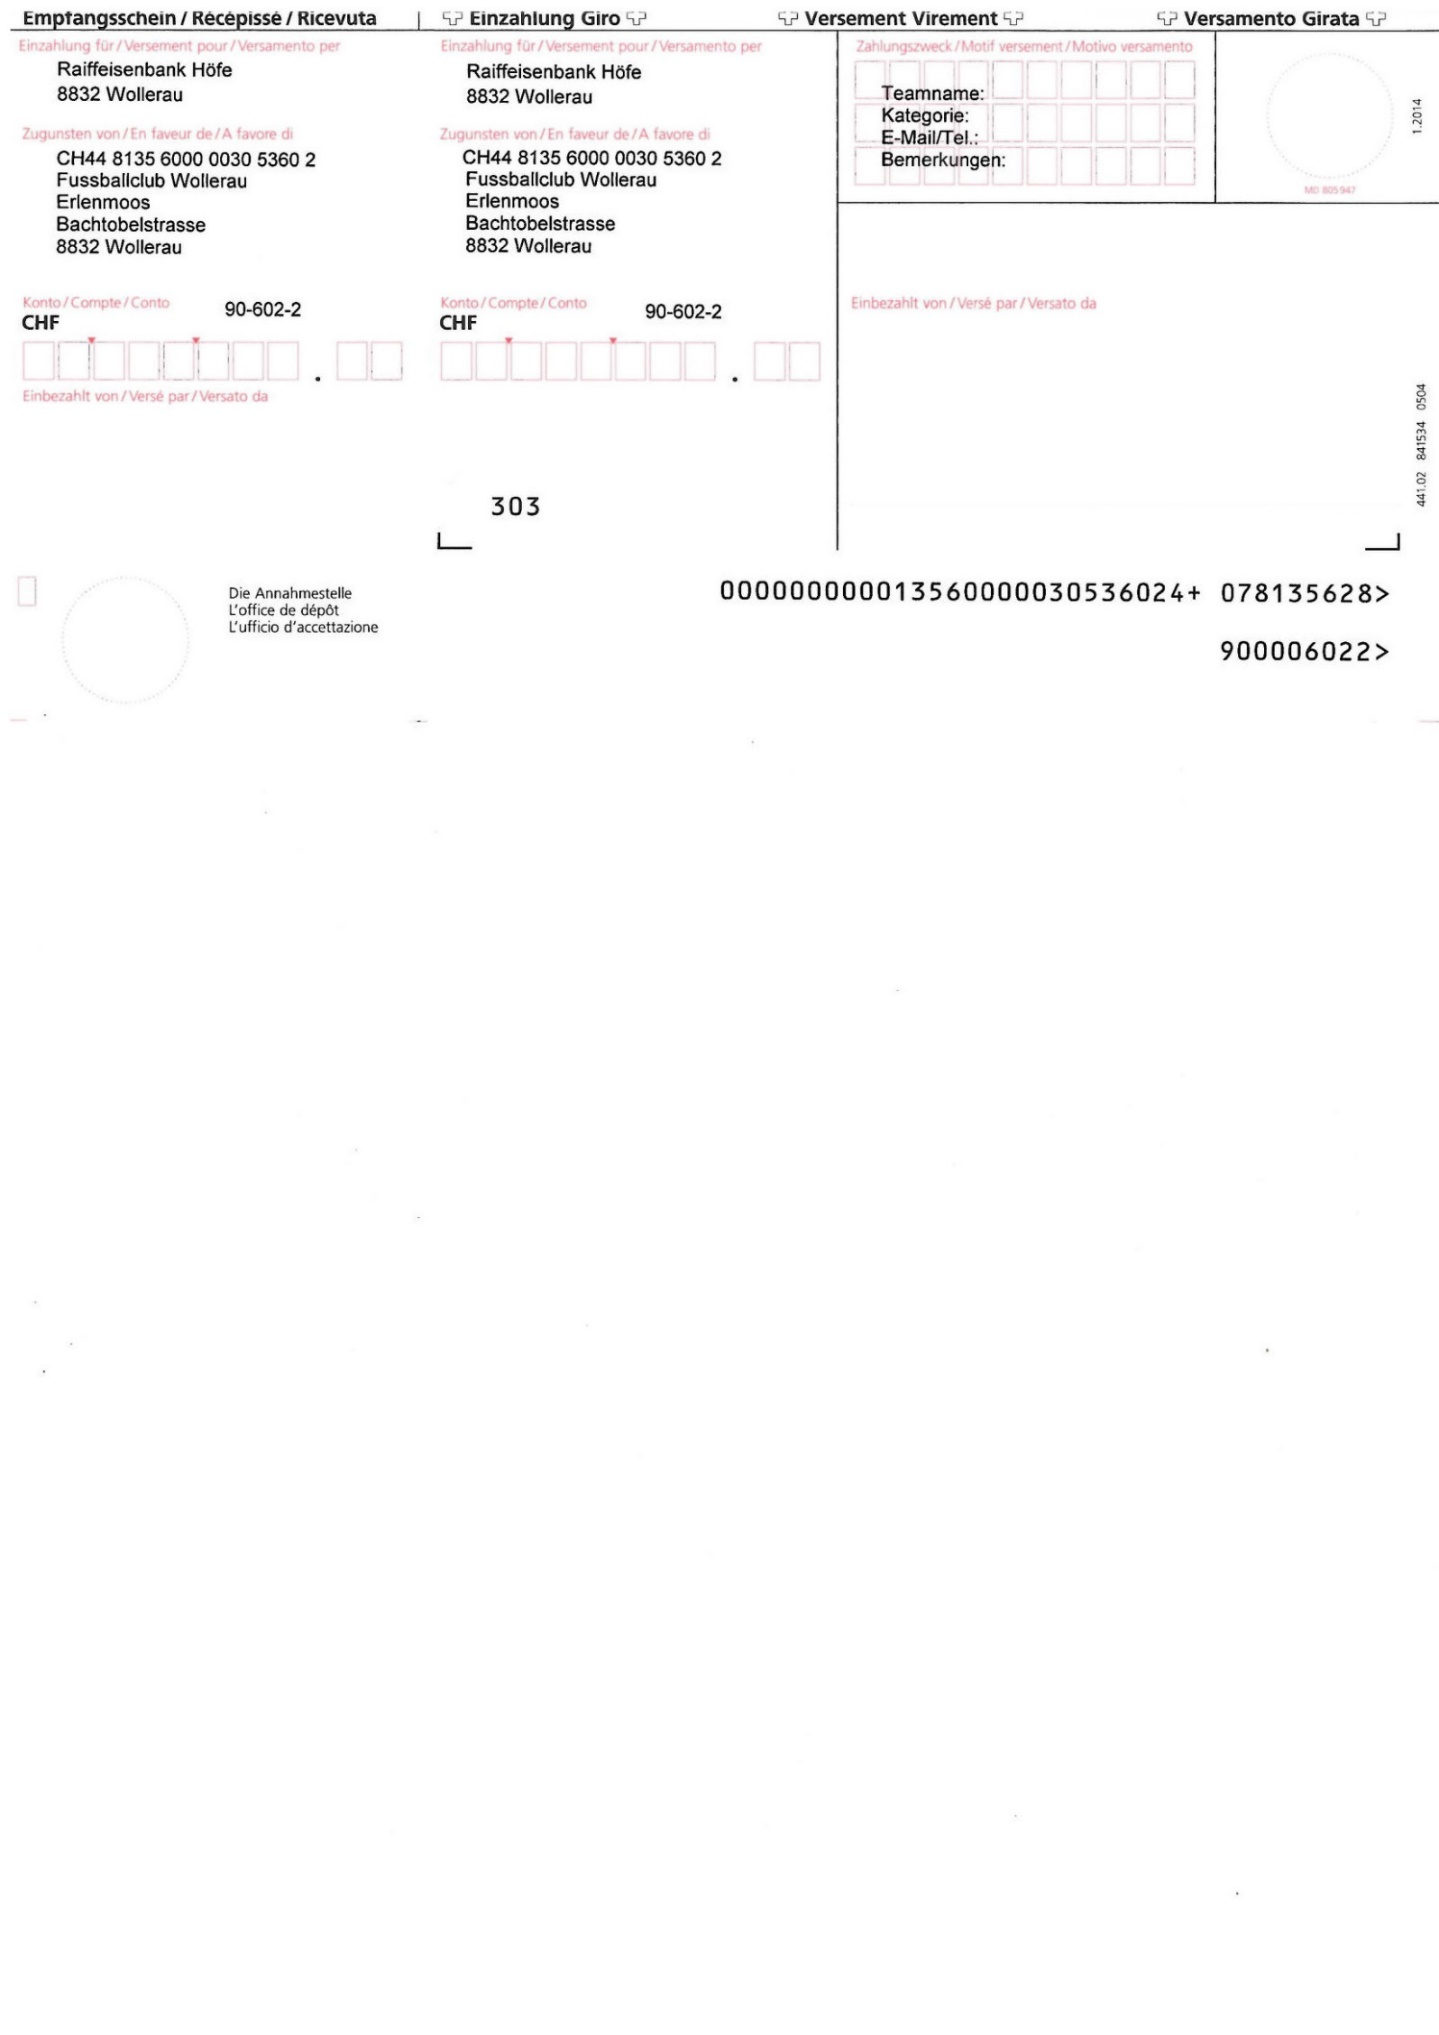 Empfangsschein / Récépissé / Ricevuta
Einzahlung Giro
Versement Virement
Versamento Girata
Einzahlung für / Versement pour / Versamento per
Raiffeisenbank Höfe
8832 Wollerau
Zugunsten von / En faveur de / A favore di
CH44 8135 6000 0030 5360 2
Fussballclub Wollerau
Erlenmoos
Bachtobelstrasse
8832 Wollerau
Konto / Compte / Conto
90-602-2
CHF
.
Einbezahlt von / Versé par / Versato da
Einzahlung für / Versement pour / Versamento per
Raiffeisenbank Höfe
8832 Wollerau
Zugunsten von / En faveur de / A favore di
CH44 8135 6000 0030 5360 2
Fussballclub Wollerau
Erlenmoos
Bachtobelstrasse
8832 Wollerau
Konto / Compte / Conto
90-602-2
CHF
.
303
Zahlungszweck / Motif versement / Motivo versamento
Teamname:
Kategorie:
E-Mail/Tel.:
Bemerkungen:
MD 805 947
1.2014
Einbezahlt von / Versé par / Versato da
441.02 841534 0504
Die Annahmestelle
L'office de dépôt
L'ufficio d'accettazione
000000000013560000030536024+ 078135628>
900006022>